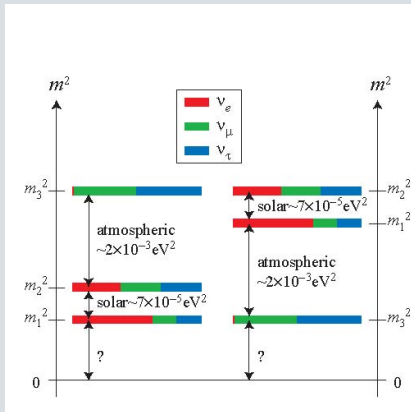 m²
m²
νe
νμ
ντ
m₃²
m₂²
solar~7×10⁻⁵eV²
m₁²
atmospheric
~2×10⁻³eV²
atmospheric
~2×10⁻³eV²
m₂²
solar~7×10⁻⁵eV²
m₁²
m₃²
?
?
0
0